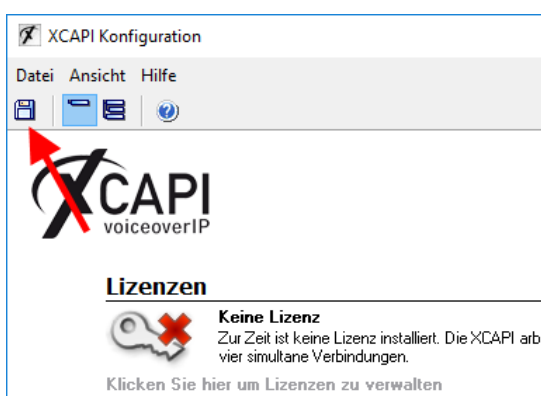 XCAPI Konfiguration
Datei Ansicht Hilfe
XCAPI
voiceoverIP
Lizenzen
Keine Lizenz
Zur Zeit ist keine Lizenz installiert. Die XCAPI arb
vier simultane Verbindungen.
Klicken Sie hier um Lizenzen zu verwalten